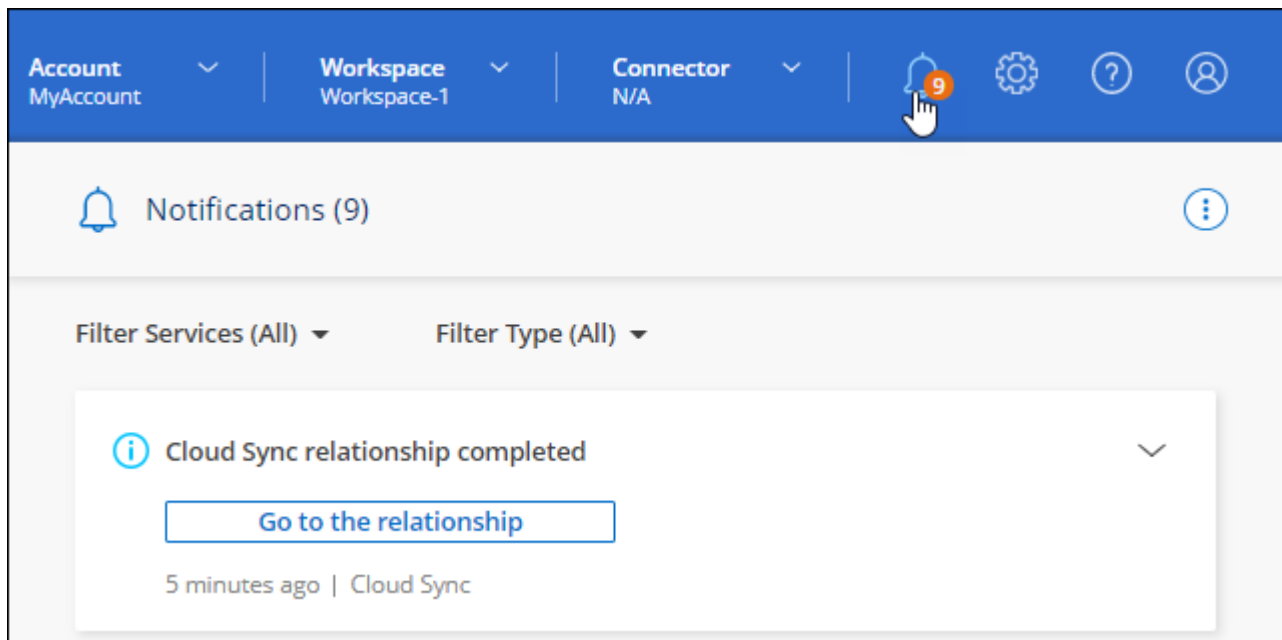 Account Workspace Connector
MyAccount Workspace-1 N/A
9
?
Notifications (9)
Filter Services (All) Filter Type (All)
i Cloud Sync relationship completed
Go to the relationship
5 minutes ago | Cloud Sync